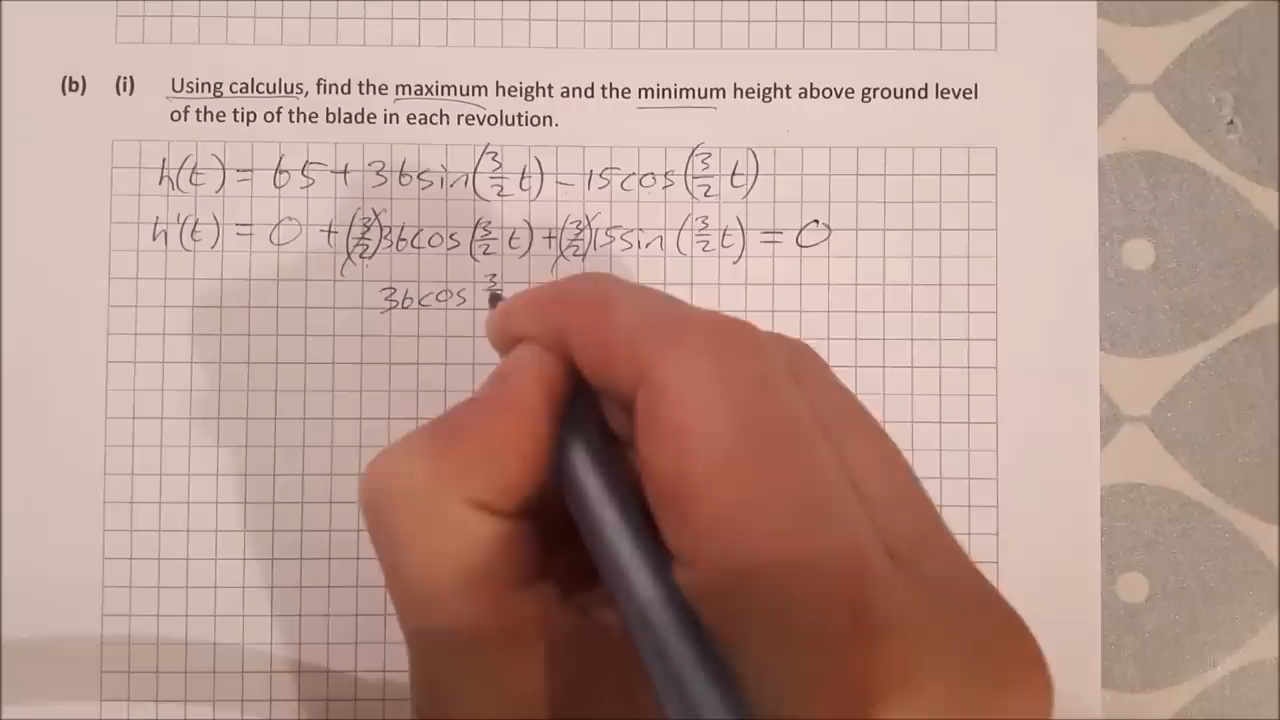 (b) (i) Using calculus, find the maximum height and the minimum height above ground level
of the tip of the blade in each revolution.
h(t) = 65 + 36sin(3/2 t) - 15cos(3/2 t)
h'(t) = 0 + (3/2)36cos(3/2 t) + (3/2)15sin(3/2 t) = 0
36cos 3